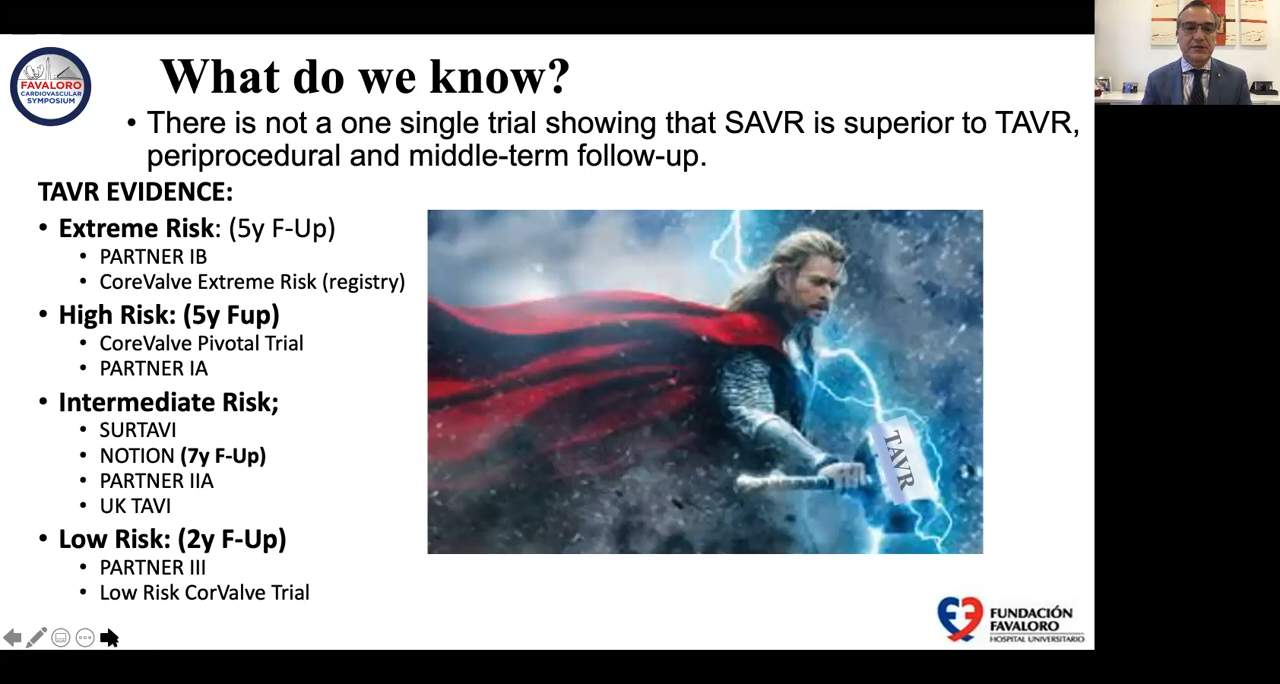 FAVALORO
CARDIOVASCULAR
SYMPOSIUM
What do we know?
• There is not a one single trial showing that SAVR is superior to TAVR,
periprocedural and middle-term follow-up.
TAVR EVIDENCE:
• Extreme Risk: (5y F-Up)
• PARTNER IB
• CoreValve Extreme Risk (registry)
• High Risk: (5y Fup)
• CoreValve Pivotal Trial
• PARTNER IA
• Intermediate Risk;
• SURTAVI
• NOTION (7y F-Up)
• PARTNER IIA
• UK TAVI
• Low Risk: (2y F-Up)
• PARTNER III
• Low Risk CorValve Trial
TAVR
FUNDACIÓN
FAVALORO
HOSPITAL UNIVERSITARIO